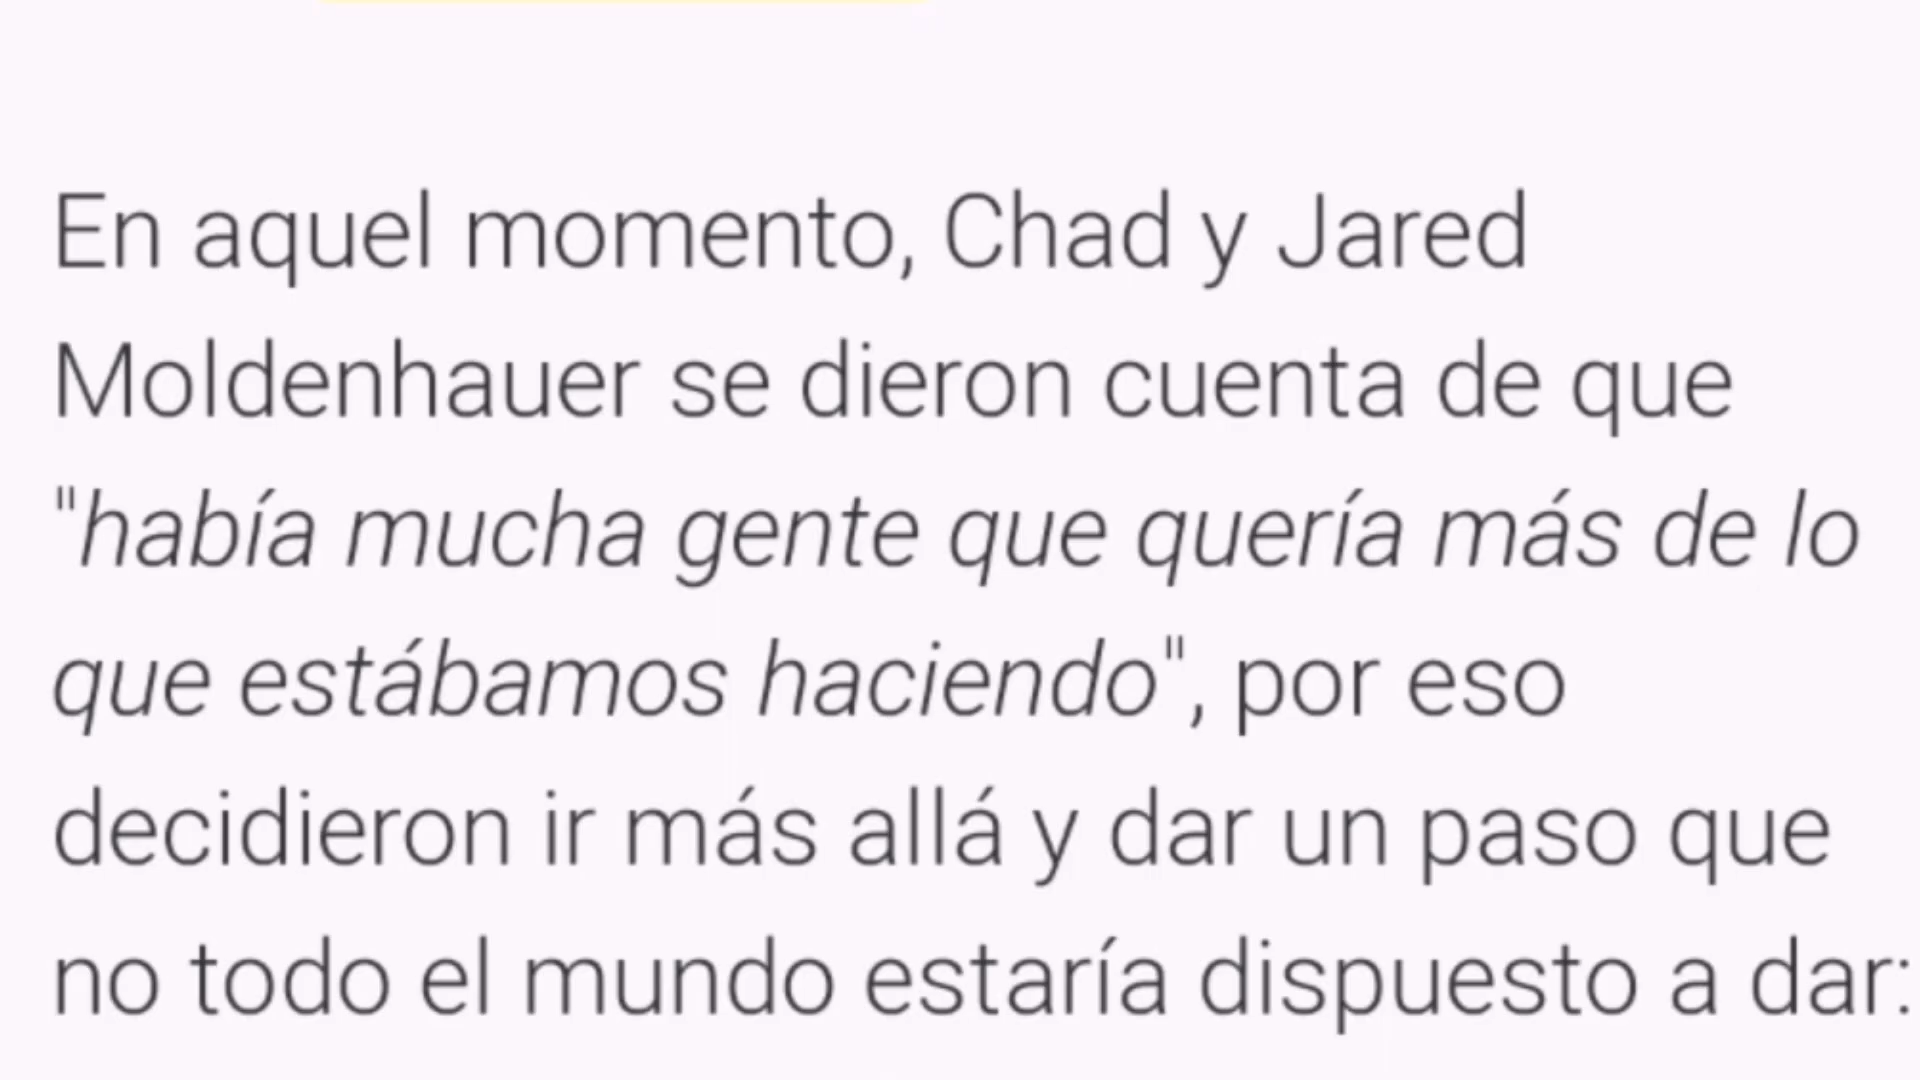 En aquel momento, Chad y Jared
Moldenhauer se dieron cuenta de que
"había mucha gente que quería más de lo
que estábamos haciendo", por eso
decidieron ir más allá y dar un paso que
no todo el mundo estaría dispuesto a dar: